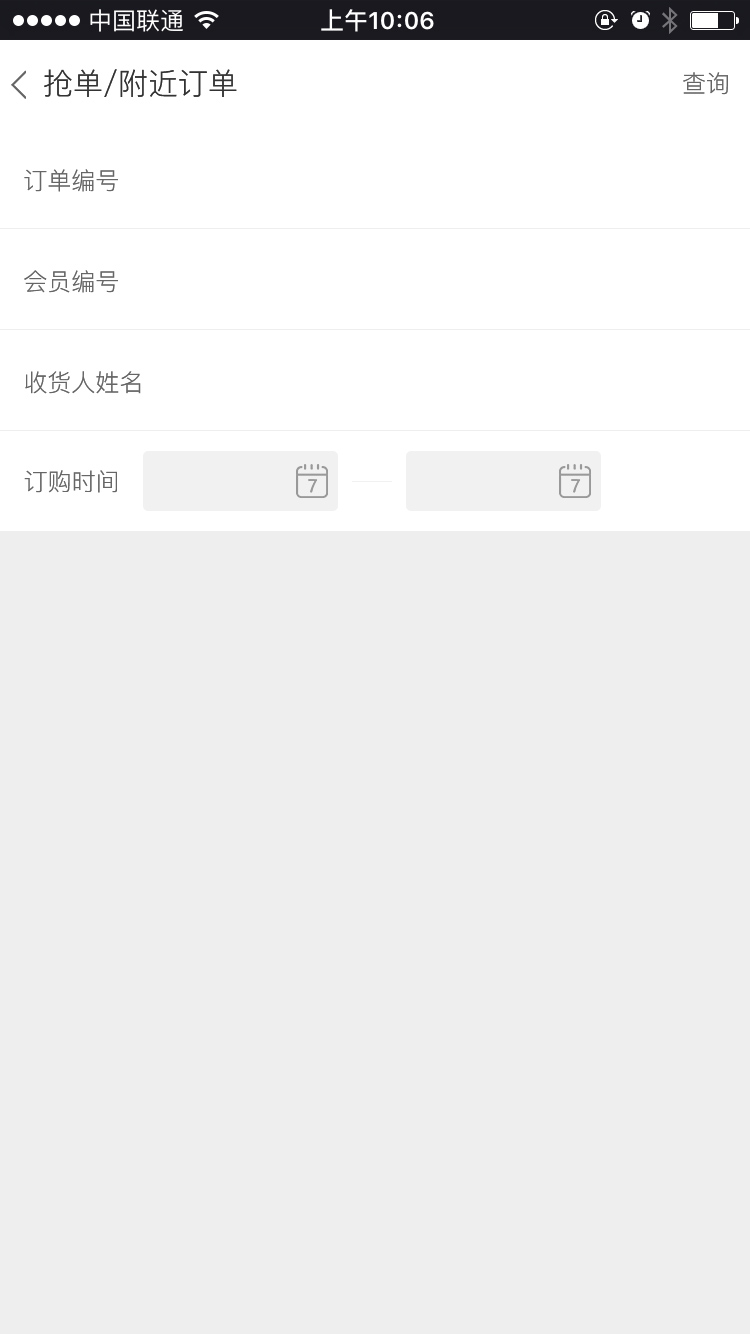 中国联通 上午10:06
抢单/附近订单 查询
订单编号
会员编号
收货人姓名
订购时间 7 7